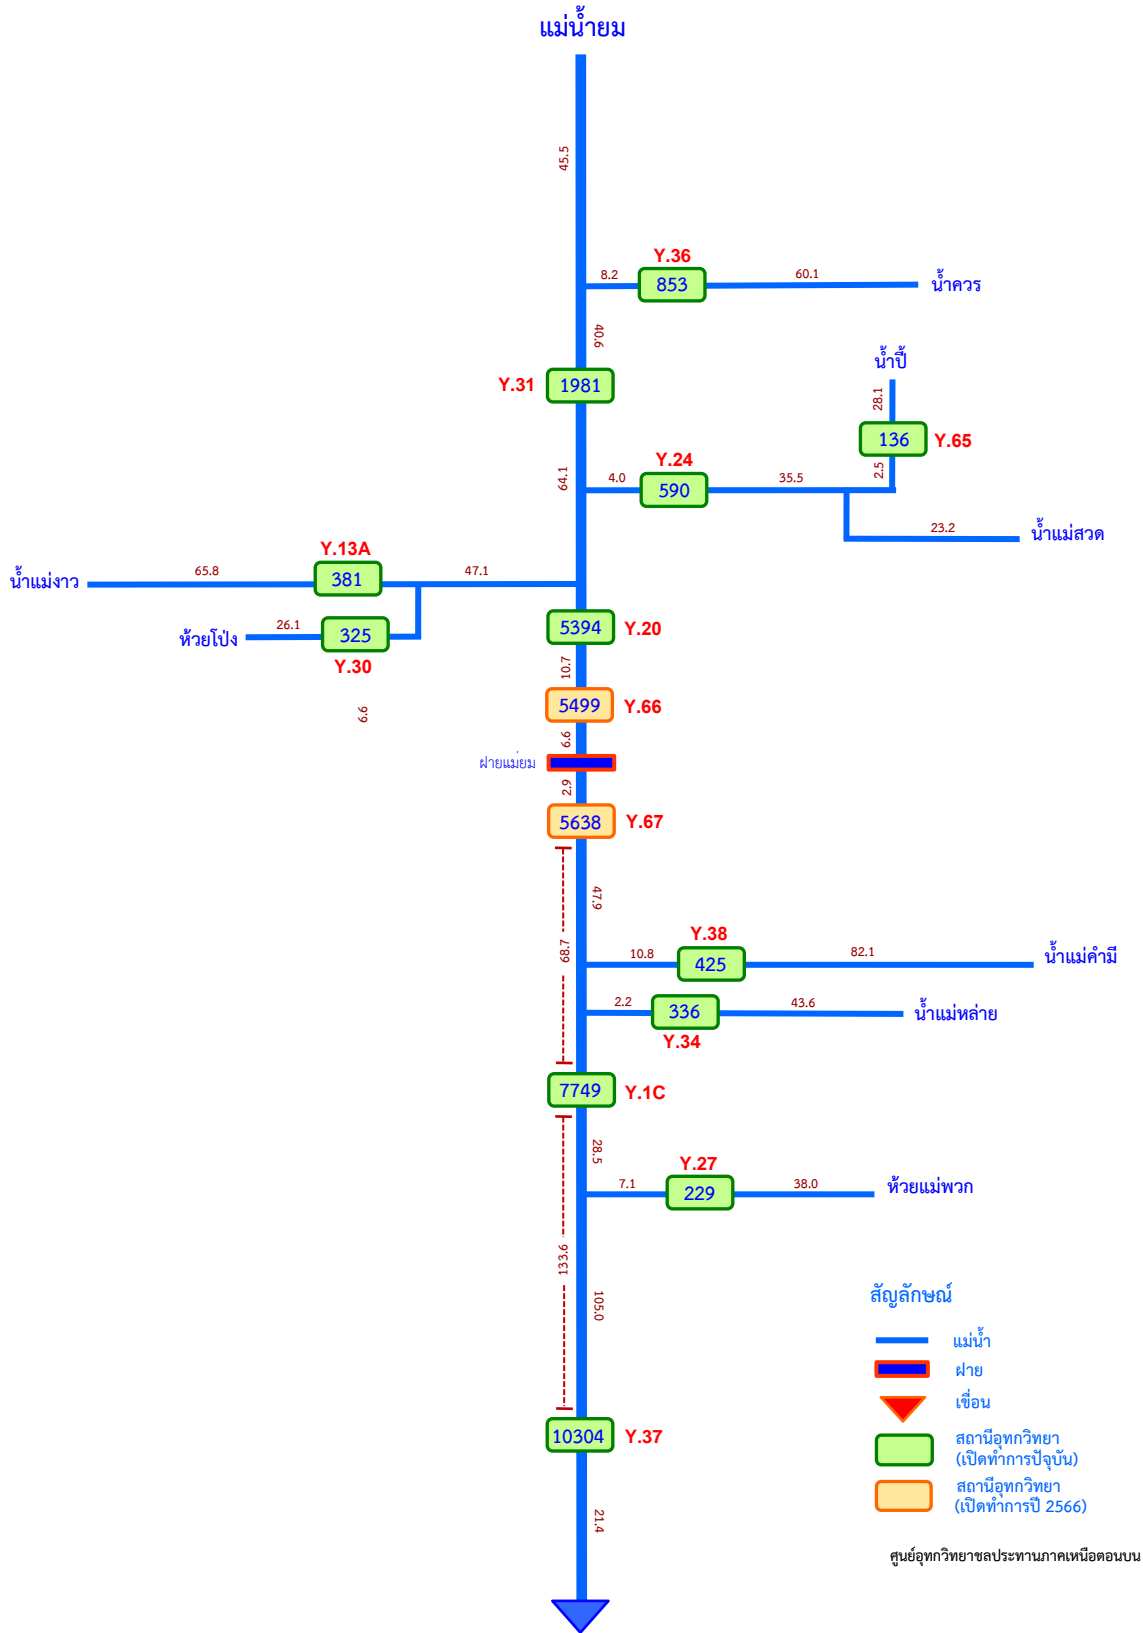 แม่น้ำยม
45.5
Y.36
8.2
853
60.1
น้ำควร
40.6
น้ำปี้
Y.31
1981
28.1
136
Y.65
Y.24
64.1
4.0
590
35.5
2.5
23.2
น้ำแม่สวด
Y.13A
น้ำแม่งาว
65.8
381
47.1
26.1
ห้วยโป่ง
325
5394
Y.20
Y.30
10.7
6.6
5499
Y.66
6.6
ฝายแม่ยม
2.9
5638
Y.67
47.9
68.7
Y.38
10.8
425
82.1
น้ำแม่คำมี
2.2
336
43.6
น้ำแม่หล่าย
Y.34
7749
Y.1C
28.5
Y.27
7.1
229
38.0
ห้วยแม่พวก
133.6
105.0
สัญลักษณ์
แม่น้ำ
ฝาย
เขื่อน
10304
Y.37
สถานีอุทกวิทยา
(เปิดทำการปัจุบัน)
สถานีอุทกวิทยา
(เปิดทำการปี 2566)
21.4
ศูนย์อุทกวิทยาชลประทานภาคเหนือตอนบน